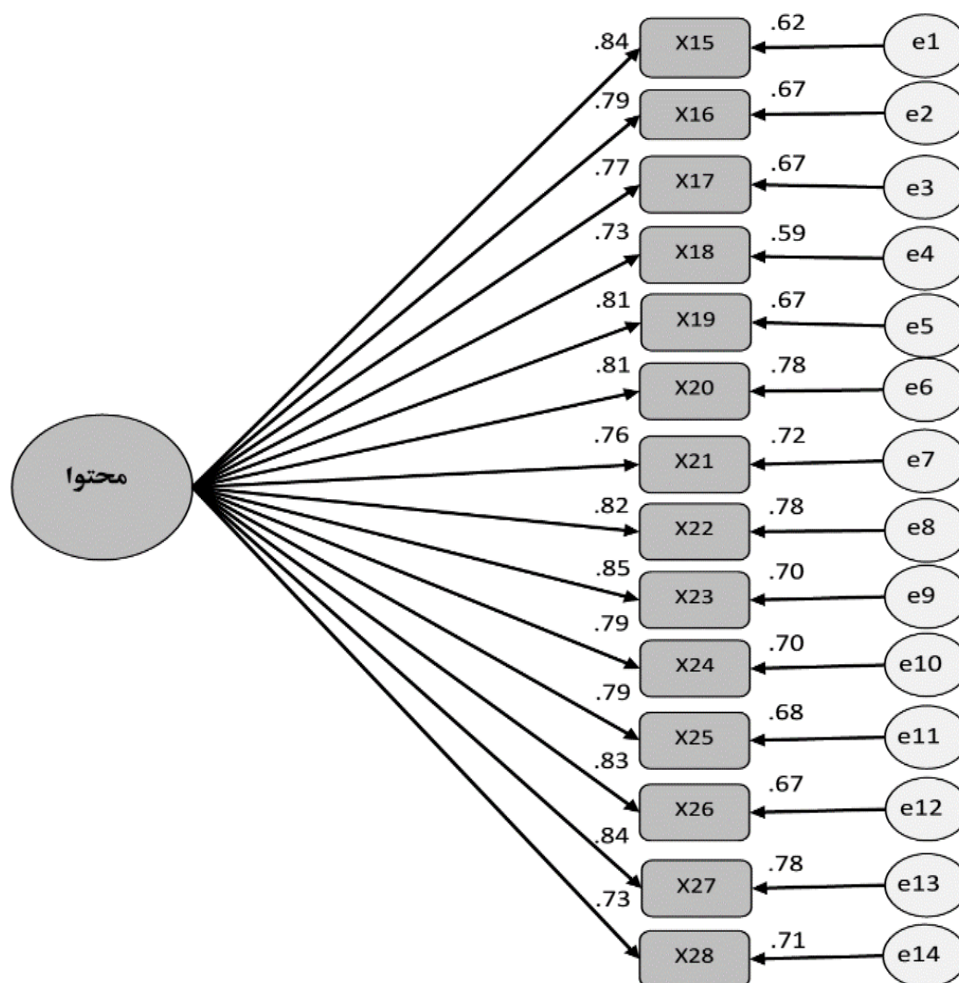 .84 X15 .62 e1
.79 X16 .67 e2
.77 X17 .67 e3
.73 X18 .59 e4
.81 X19 .67 e5
.81 X20 .78 e6
.76 X21 .72 e7
محتوا
.82 X22 .78 e8
.85 X23 .70 e9
.79 X24 .70 e10
.79 X25 .68 e11
.83 X26 .67 e12
.84 X27 .78 e13
.73 X28 .71 e14